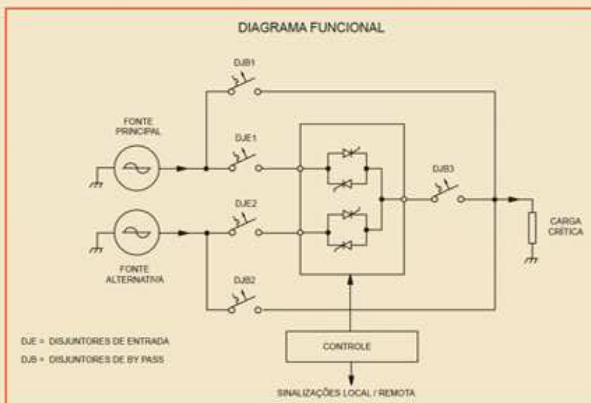 DIAGRAMA FUNCIONAL
DJB1
FONTE
PRINCIPAL
DJE1
DJB3
DJE2
CARGA
CRÍTICA
FONTE
ALTERNATIVA
DJB2
DJE = DISJUNTORES DE ENTRADA
DJB = DISJUNTORES DE BY PASS
CONTROLE
SINALIZAÇÕES LOCAL / REMOTA